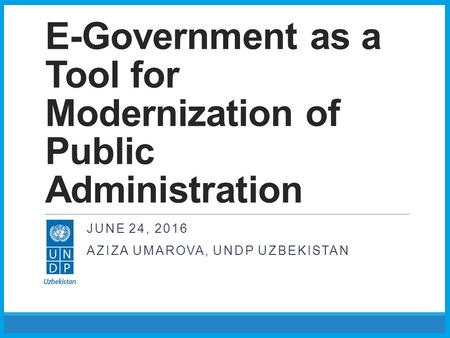 E-Government as a
Tool for
Modernization of
Public
Administration
JUNE 24, 2016
AZIZA UMAROVA, UNDP UZBEKISTAN
U N
D P
Uzbekistan